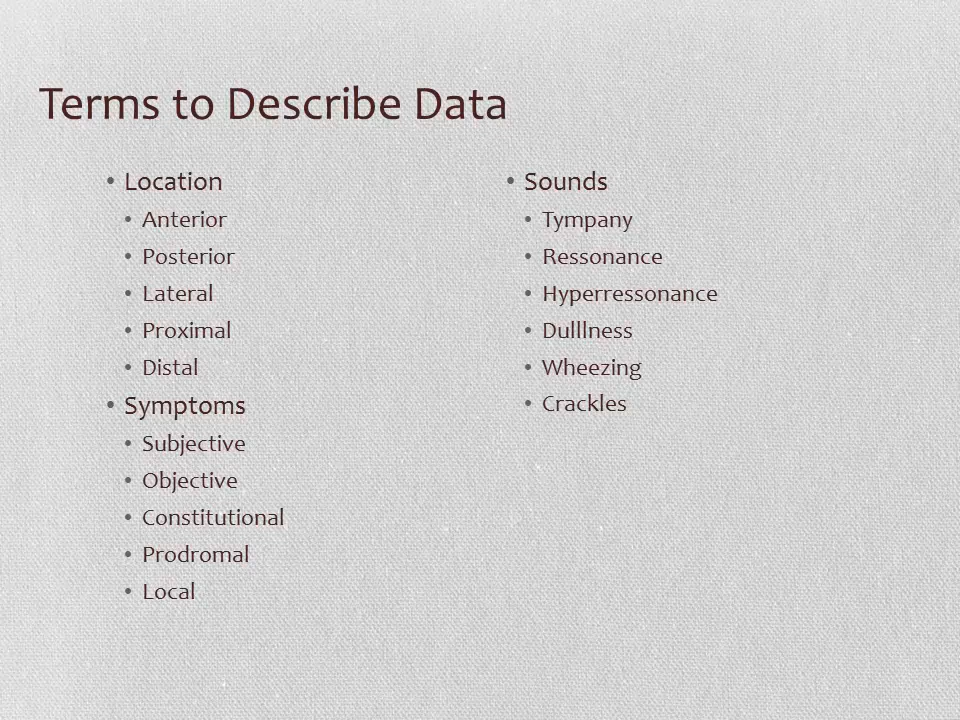 Terms to Describe Data
• Location
• Anterior
• Posterior
• Lateral
• Proximal
• Distal
• Symptoms
• Subjective
• Objective
• Constitutional
• Prodromal
• Local
• Sounds
• Tympany
• Ressonance
• Hyperressonance
• Dulllness
• Wheezing
• Crackles